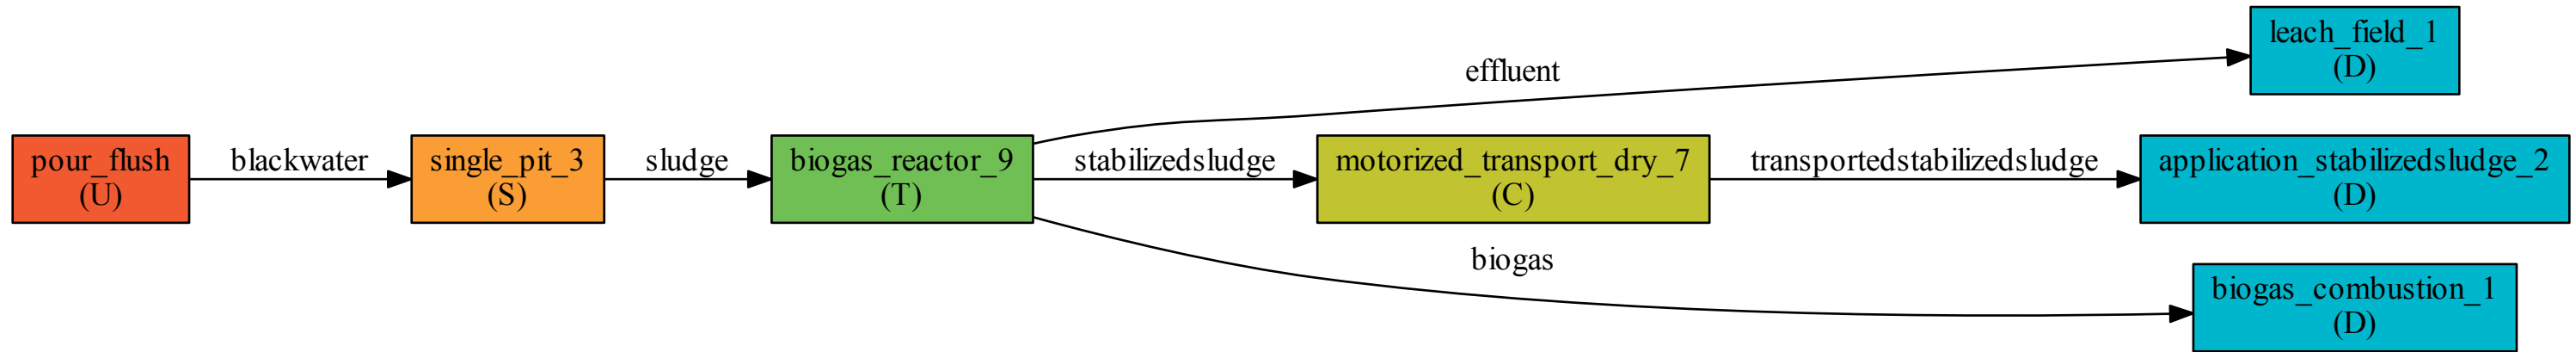 leach_field_1
(D)
effluent
pour_flush
(U)
blackwater
single_pit_3
(S)
sludge
biogas_reactor_9
(T)
stabilizedsludge
motorized_transport_dry_7
(C)
transportedstabilizedsludge
application_stabilizedsludge_2
(D)
biogas
biogas_combustion_1
(D)